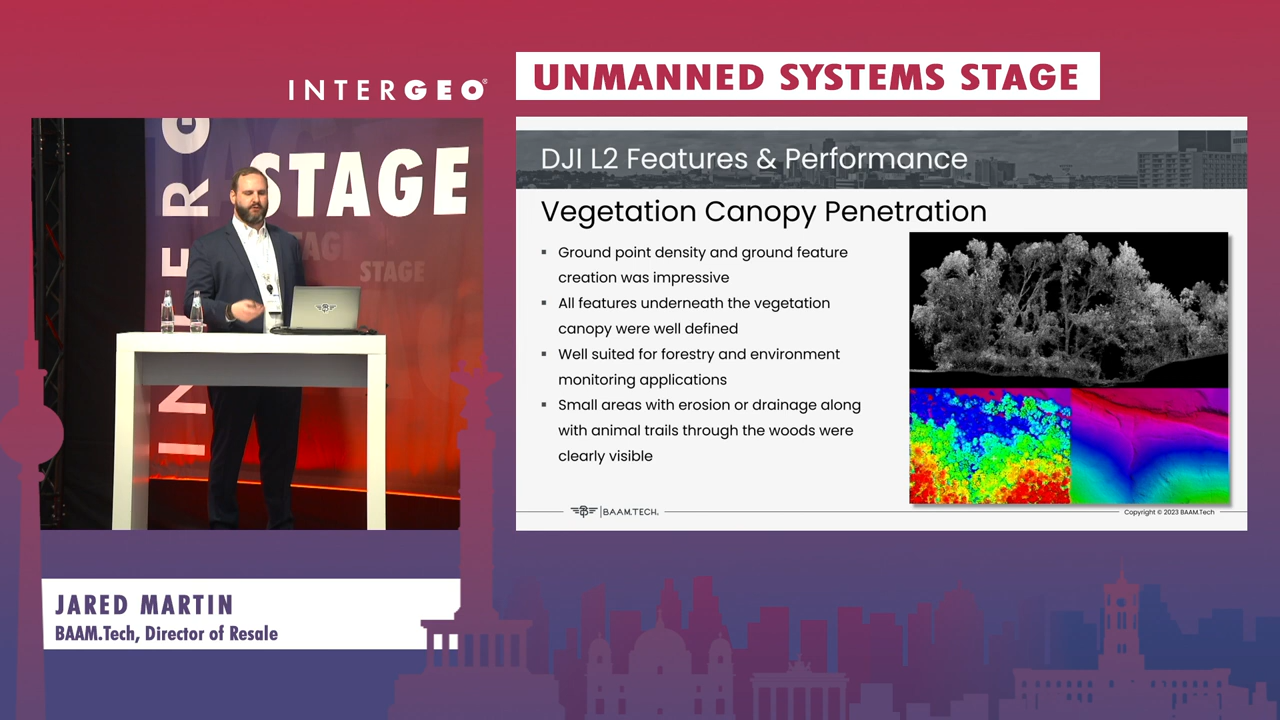 INTERGEO®
UNMANNED SYSTEMS STAGE
INTERG
STAGE
STAGE
DJI L2 Features & Performance
Vegetation Canopy Penetration
▪ Ground point density and ground feature
creation was impressive
▪ All features underneath the vegetation
canopy were well defined
▪ Well suited for forestry and environment
monitoring applications
▪ Small areas with erosion or drainage along
with animal trails through the woods were
clearly visible
BAAM.TECH.
Copyright © 2023 BAAM.Tech
JARED MARTIN
BAAM.Tech, Director of Resale